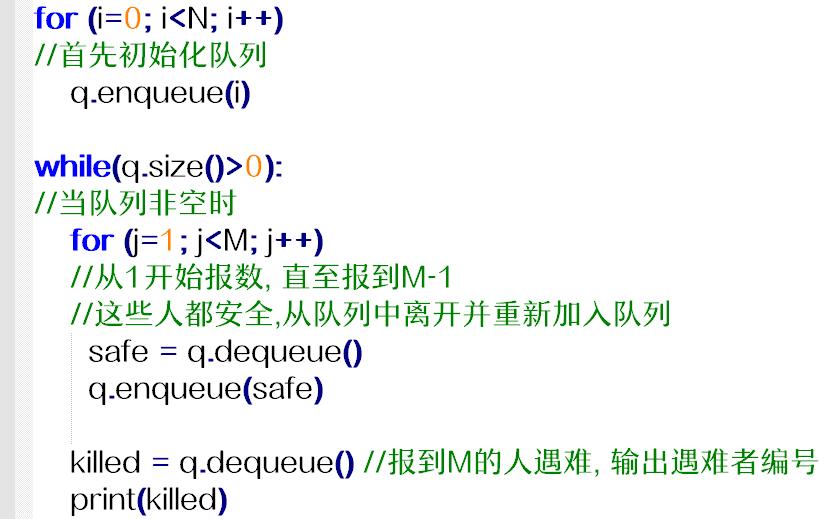 for (i=0; i<N; i++)
//首先初始化队列
q.enqueue(i)
while(q.size()>0):
//当队列非空时
for (j=1; j<M; j++)
//从1开始报数, 直至报到M-1
//这些人都安全,从队列中离开并重新加入队列
safe = q.dequeue()
q.enqueue(safe)
killed = q.dequeue() //报到M的人遇难, 输出遇难者编号
print(killed)